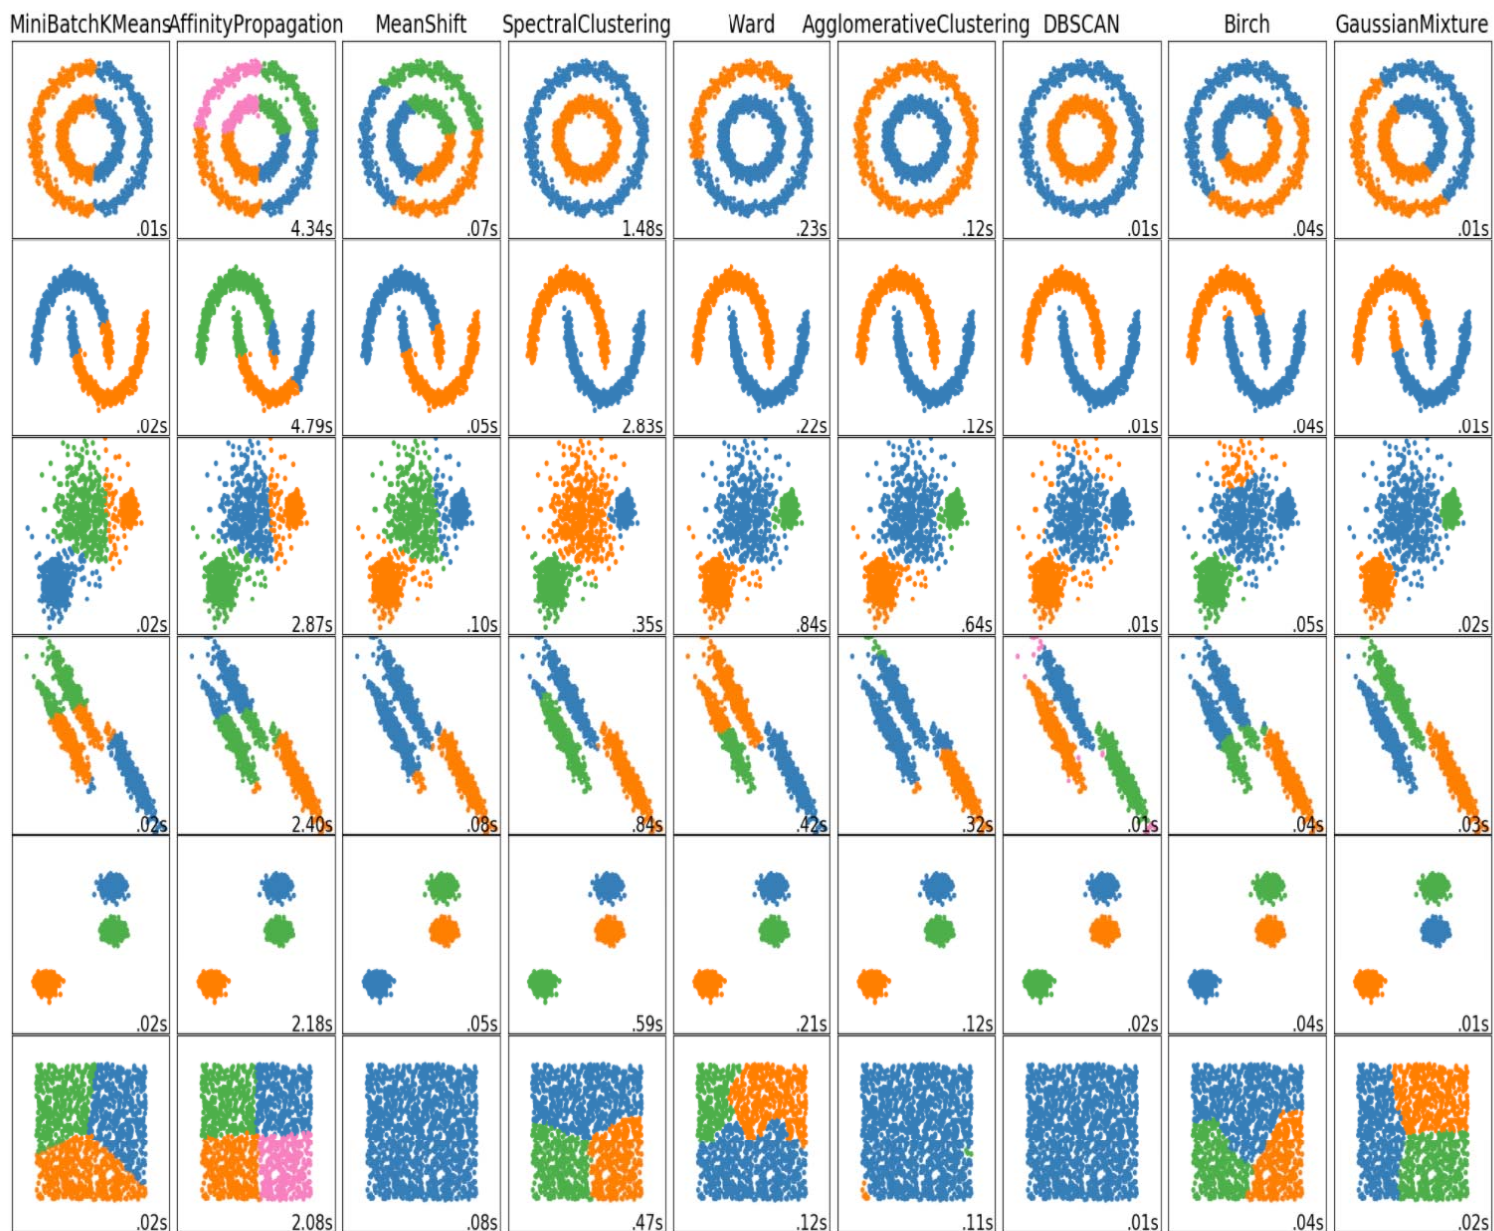 MiniBatchKMeans AffinityPropagation MeanShift SpectralClustering Ward AgglomerativeClustering DBSCAN Birch GaussianMixture
.01s 4.34s .07s 1.48s .23s .12s .01s .04s .01s
.02s 4.79s .05s 2.83s .22s .12s .01s .04s .01s
.02s 2.87s .10s .35s .84s .64s .01s .05s .02s
.02s 2.40s .08s .84s .42s .32s .01s .04s .03s
.02s 2.18s .05s .59s .21s .12s .02s .04s .01s
.02s 2.08s .08s .47s .12s .11s .01s .04s .02s